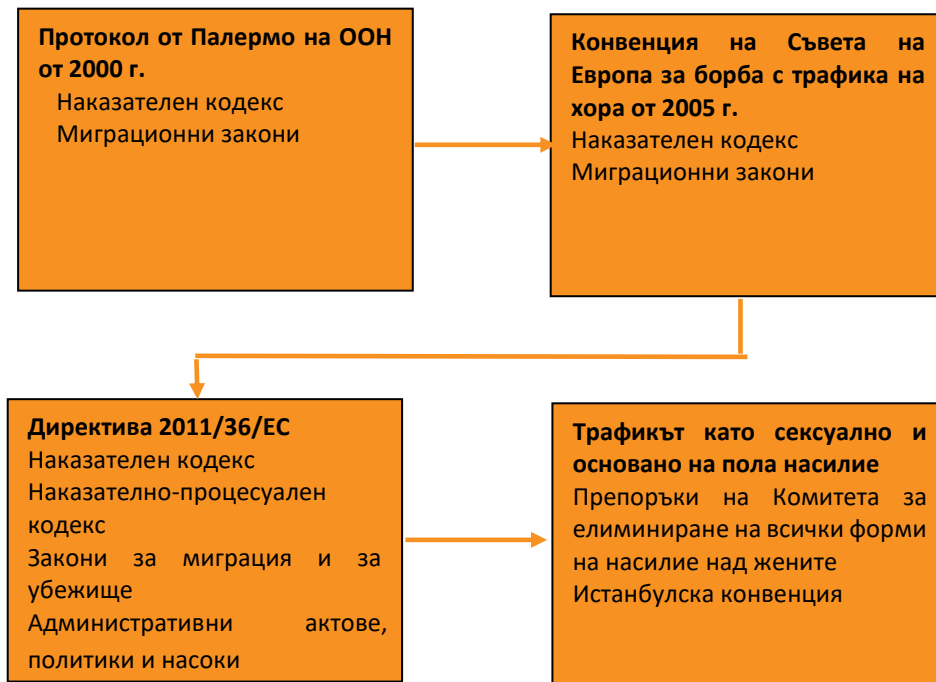 Протокол от Палермо на ООН
от 2000 г.
Наказателен кодекс
Миграционни закони
Конвенция на Съвета на
Европа за борба с трафика на
хора от 2005 г.
Наказателен кодекс
Миграционни закони
Директива 2011/36/ЕС
Наказателен кодекс
Наказателно-процесуален
кодекс
Закони за миграция и за
убежище
Административни актове,
политики и насоки
Трафикът като сексуално и
основано на пола насилие
Препоръки на Комитета за
елиминиране на всички форми
на насилие над жените
Истанбулска конвенция